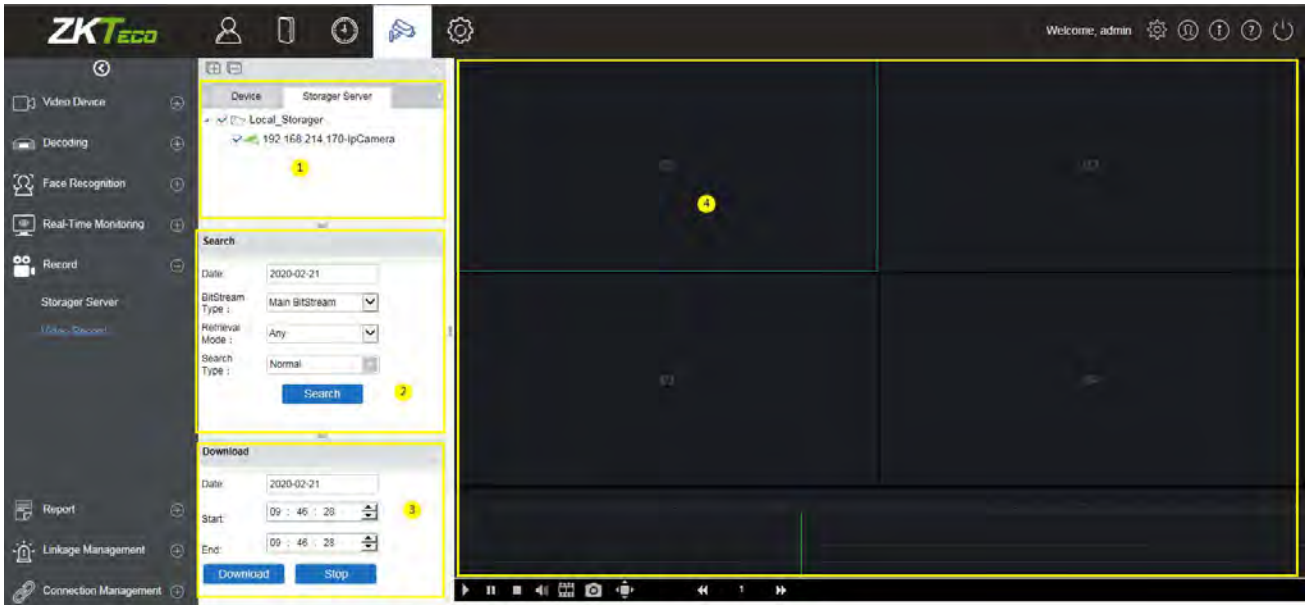 ZKTeco
Welcome, admin
Video Device
Decoding
Face Recognition
Real-Time Monitoring
Record
Storager Server
Video Record
Report
Linkage Management
Connection Management
Device Storager Server
Local_Storager
192.168.214.170-IpCamera
1
Search
Date: 2020-02-21
BitStream
Type : Main BitStream
Retrieval
Mode : Any
Search
Type : Normal
Search
2
Download
Date: 2020-02-21
Start: 09 : 46 : 28
3
End: 09 : 46 : 28
Download Stop
4
1